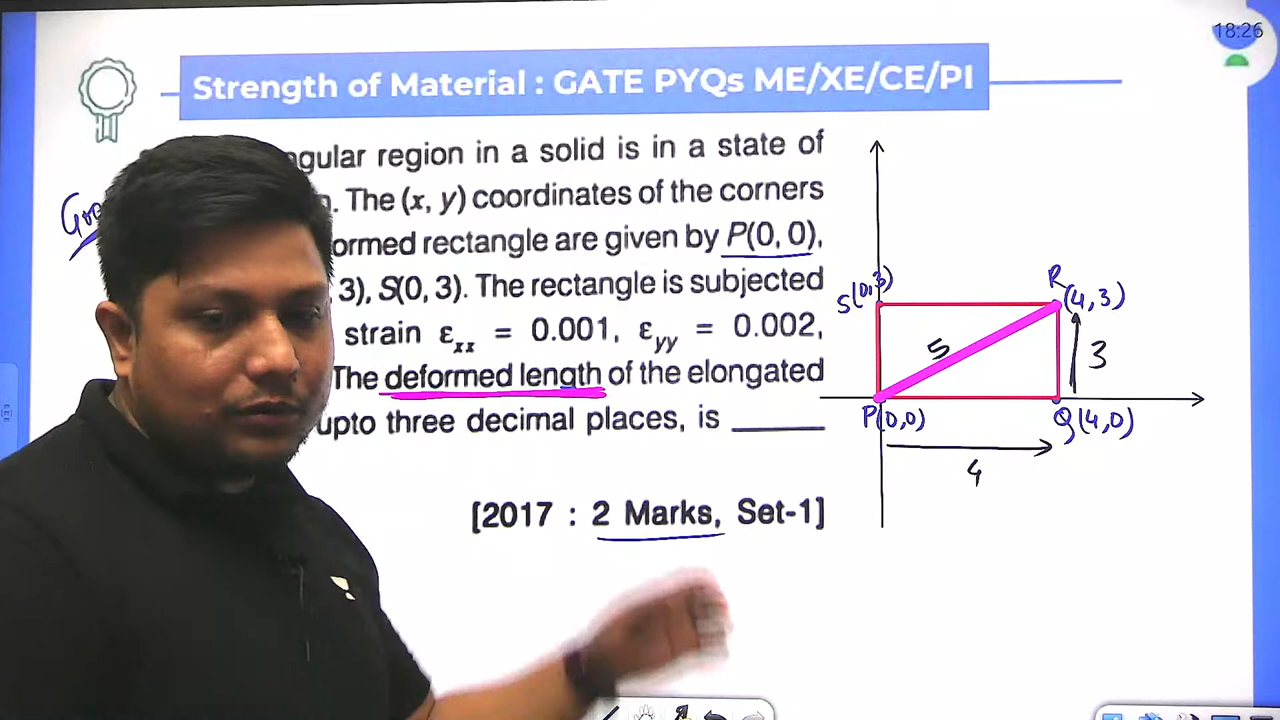 18:26
Strength of Material : GATE PYQs ME/XE/CE/PI
region in a solid is in a state of
The (x, y) coordinates of the corners
rectangle are given by P(0, 0),
3), S(0, 3). The rectangle is subjected
strain εxx = 0.001, εyy = 0.002,
The deformed length of the elongated
upto three decimal places, is ______
[2017 : 2 Marks, Set-1]
S(0,3)
R
(4,3)
5
3
P(0,0)
Q(4,0)
4